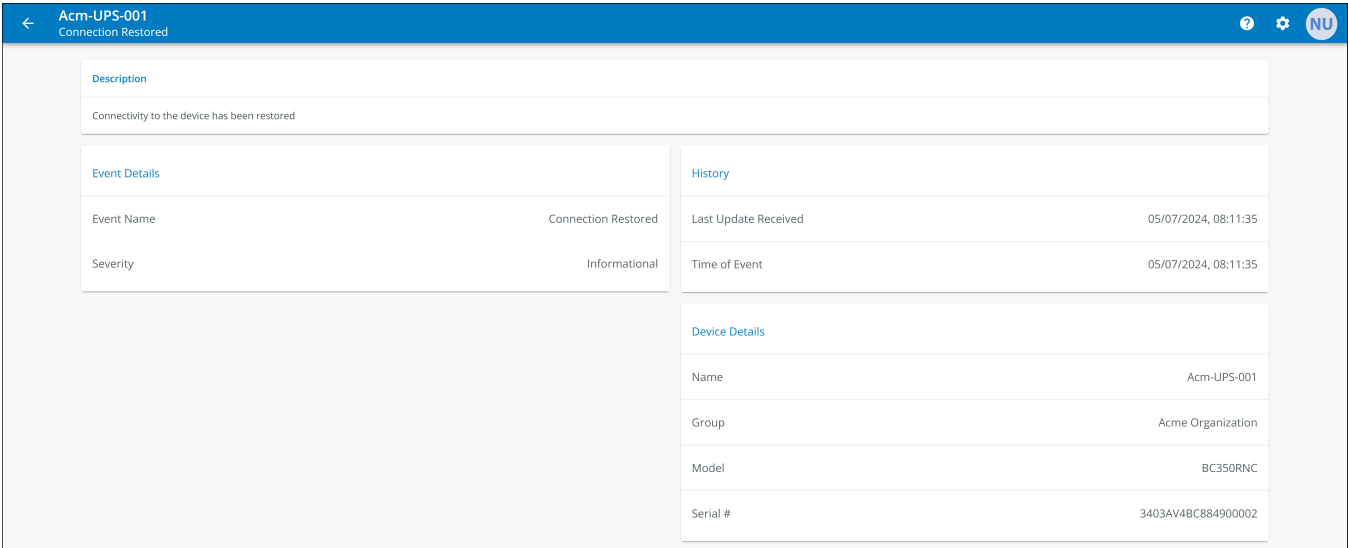 Acm-UPS-001
Connection Restored
NU
Description
Connectivity to the device has been restored
Event Details
Event Name Connection Restored
Severity Informational
History
Last Update Received 05/07/2024, 08:11:35
Time of Event 05/07/2024, 08:11:35
Device Details
Name Acm-UPS-001
Group Acme Organization
Model BC350RNC
Serial # 3403AV4BC884900002